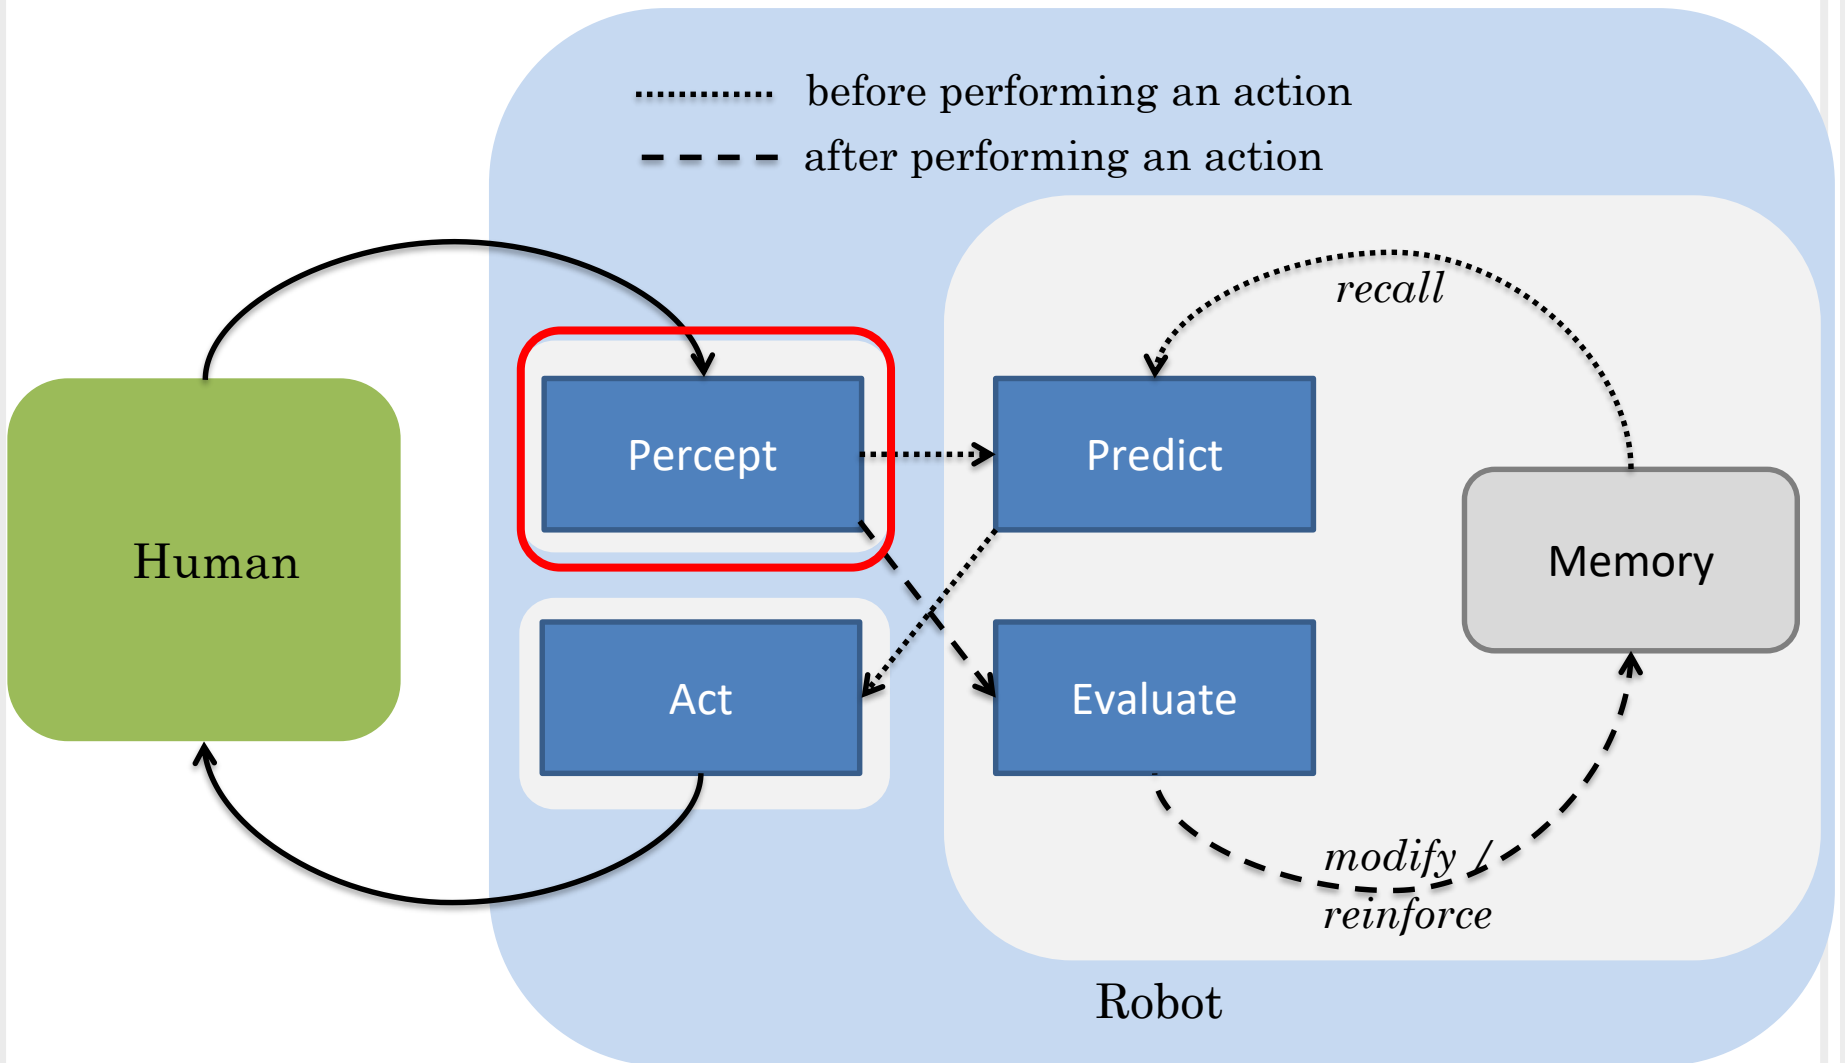 before performing an action
after performing an action
recall
Percept
Predict
Human
Memory
Act
Evaluate
modify /
reinforce
Robot